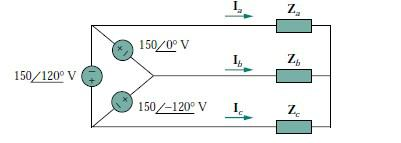 I_a
Z_a
150∠0° V
I_b
Z_b
150∠120° V
150∠−120° V
I_c
Z_c